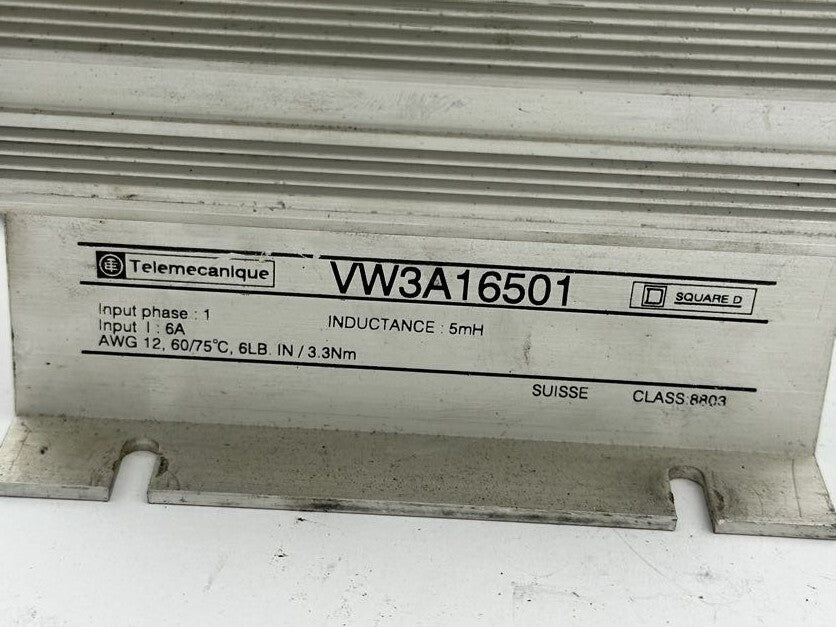 Telemecanique VW3A16501 SQUARE D
Input phase : 1
Input I : 6A INDUCTANCE : 5mH
AWG 12, 60/75°C, 6LB. IN / 3.3Nm
SUISSE CLASS:8803